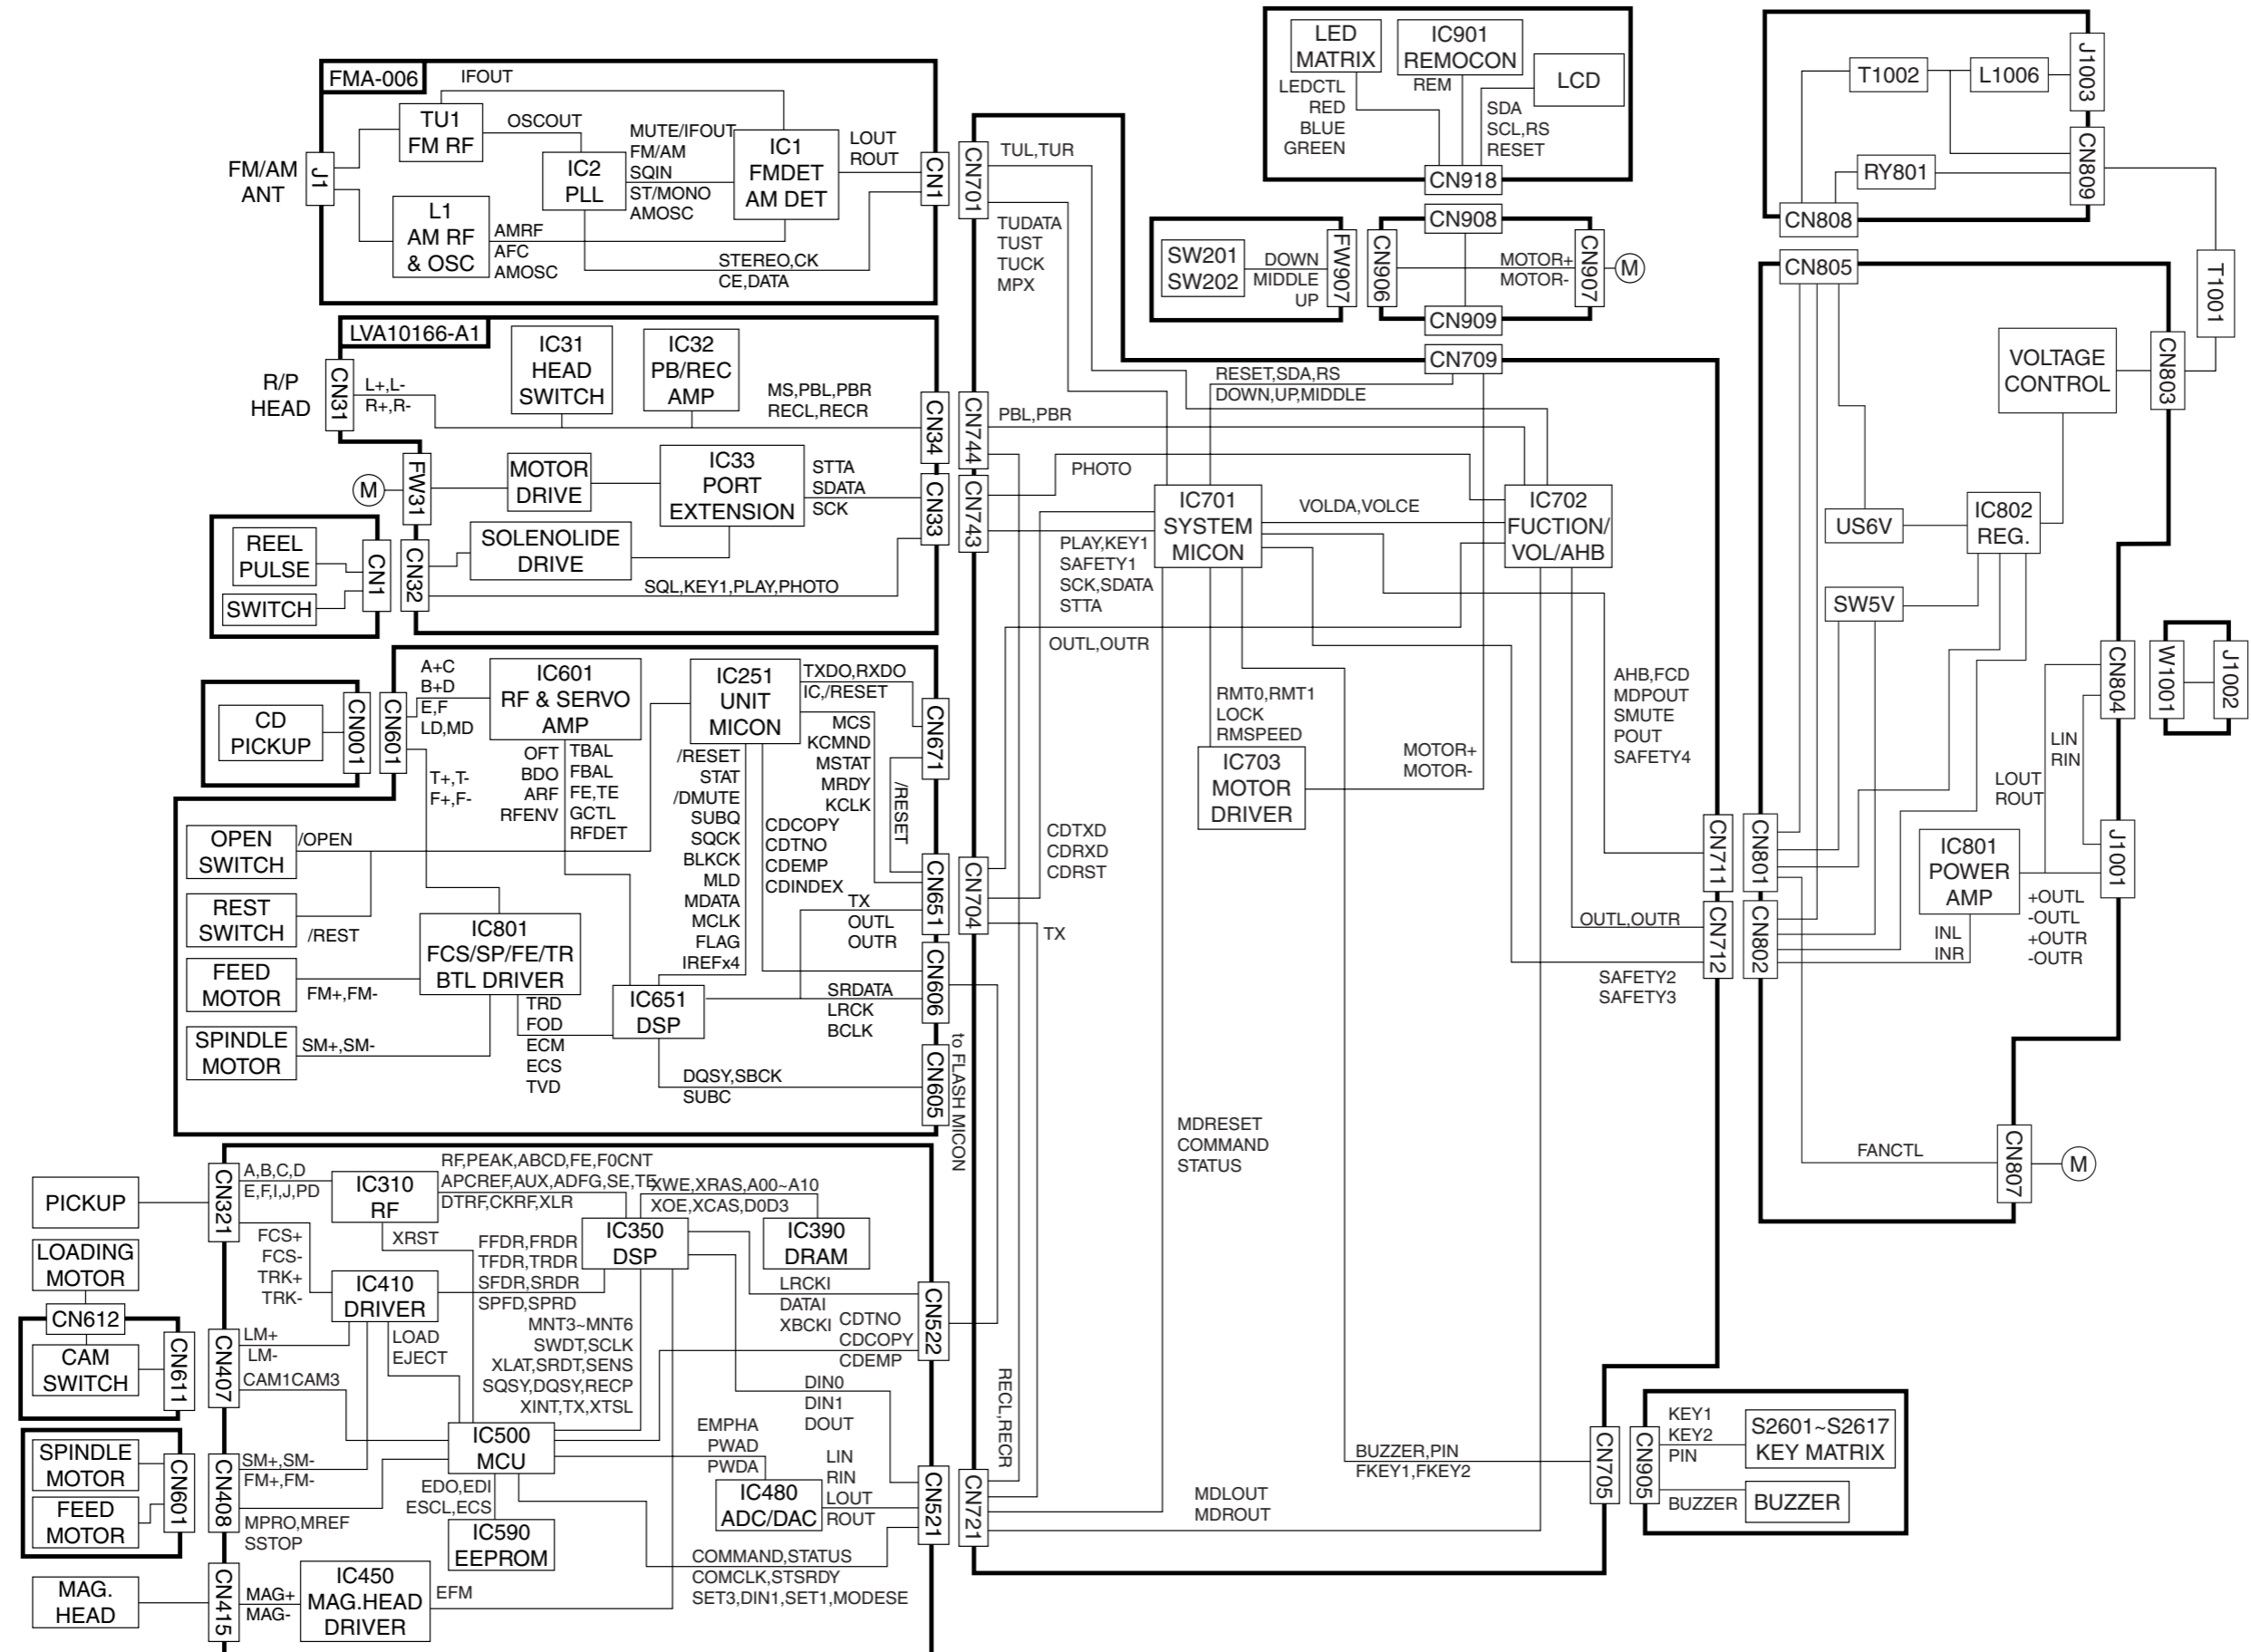 FMA-006
IFOUT
TU1
FM RF
OSCOUT
IC2
PLL
MUTE/IFOUT
FM/AM
SQIN
ST/MONO
AMOSC
IC1
FMDET
AM DET
LOUT
ROUT
FM/AM
ANT
J1
L1
AM RF
& OSC
AMRF
AFC
AMOSC
STEREO,CK
CE,DATA
CN1
LVA10166-A1
R/P
HEAD
CN31
L+,L-
R+,R-
IC31
HEAD
SWITCH
IC32
PB/REC
AMP
MS,PBL,PBR
RECL,RECR
CN34
M
FW31
MOTOR
DRIVE
IC33
PORT
EXTENSION
STTA
SDATA
SCK
CN33
REEL
PULSE
SWITCH
CN1
CN32
SOLENOLIDE
DRIVE
SQL,KEY1,PLAY,PHOTO
CD
PICKUP
CN001
CN601
A+C
B+D
E,F
LD,MD
T+,T-
F+,F-
IC601
RF & SERVO
AMP
OFT
BDO
ARF
RFENV
TBAL
FBAL
FE,TE
GCTL
RFDET
IC251
UNIT
MICON
TXDO,RXDO
IC,/RESET
MCS
KCMND
MSTAT
MRDY
KCLK
/RESET
CN671
/RESET
STAT
/DMUTE
SUBQ
SQCK
BLKCK
MLD
MDATA
MCLK
FLAG
IREFx4
CDCOPY
CDTNO
CDEMP
CDINDEX
TX
OUTL
OUTR
CN651
OPEN
SWITCH
/OPEN
REST
SWITCH
/REST
FEED
MOTOR
FM+,FM-
SPINDLE
MOTOR
SM+,SM-
IC801
FCS/SP/FE/TR
BTL DRIVER
TRD
FOD
ECM
ECS
TVD
IC651
DSP
SRDATA
LRCK
BCLK
CN606
DQSY,SBCK
SUBC
CN605
to FLASH MICON
PICKUP
CN321
A,B,C,D
E,F,I,J,PD
IC310
RF
RF,PEAK,ABCD,FE,F0CNT
APCREF,AUX,ADFG,SE,TE
DTRF,CKRF,XLR
XWE,XRAS,A00~A10
XOE,XCAS,D0D3
IC350
DSP
IC390
DRAM
FCS+
FCS-
TRK+
TRK-
XRST
FFDR,FRDR
TFDR,TRDR
SFDR,SRDR
SPFD,SPRD
LOADING
MOTOR
CN612
CAM
SWITCH
CN611
CN407
LM+
LM-
CAM1CAM3
IC410
DRIVER
LOAD
EJECT
MNT3~MNT6
SWDT,SCLK
XLAT,SRDT,SENS
SQSY,DQSY,RECP
XINT,TX,XTSL
LRCKI
DATAI
XBCKI
CDTNO
CDCOPY
CDEMP
CN522
DIN0
DIN1
DOUT
SPINDLE
MOTOR
FEED
MOTOR
CN601
CN408
SM+,SM-
FM+,FM-
MPRO,MREF
SSTOP
IC500
MCU
EMPHA
PWAD
PWDA
EDO,EDI
ESCL,ECS
IC590
EEPROM
IC480
ADC/DAC
LIN
RIN
LOUT
ROUT
CN521
COMMAND,STATUS
COMCLK,STSRDY
SET3,DIN1,SET1,MODESE
MAG.
HEAD
CN415
MAG+
MAG-
IC450
MAG.HEAD
DRIVER
EFM
CN701
TUL,TUR
TUDATA
TUST
TUCK
MPX
CN744
PBL,PBR
CN743
PHOTO
PLAY,KEY1
SAFETY1
SCK,SDATA
STTA
OUTL,OUTR
IC701
SYSTEM
MICON
VOLDA,VOLCE
IC702
FUCTION/
VOL/AHB
CN709
RESET,SDA,RS
DOWN,UP,MIDDLE
RMT0,RMT1
LOCK
RMSPEED
IC703
MOTOR
DRIVER
MOTOR+
MOTOR-
AHB,FCD
MDPOUT
SMUTE
POUT
SAFETY4
CDTXD
CDRXD
CDRST
CN704
TX
CN711
OUTL,OUTR
CN712
SAFETY2
SAFETY3
MDRESET
COMMAND
STATUS
RECL,RECR
CN721
MDLOUT
MDROUT
BUZZER,PIN
FKEY1,FKEY2
CN705
CN905
KEY1
KEY2
PIN
S2601~S2617
KEY MATRIX
BUZZER
BUZZER
LED
MATRIX
IC901
REMOCON
LCD
LEDCTL
RED
BLUE
GREEN
REM
SDA
SCL,RS
RESET
CN918
SW201
SW202
DOWN
MIDDLE
UP
FW907
CN906
CN908
CN909
MOTOR+
MOTOR-
CN907
M
T1002
L1006
J1003
RY801
CN809
CN808
T1001
CN805
VOLTAGE
CONTROL
CN803
US6V
IC802
REG.
SW5V
CN804
W1001
J1002
LIN
RIN
LOUT
ROUT
CN801
IC801
POWER
AMP
J1001
+OUTL
-OUTL
+OUTR
-OUTR
INL
INR
CN802
FANCTL
CN807
M